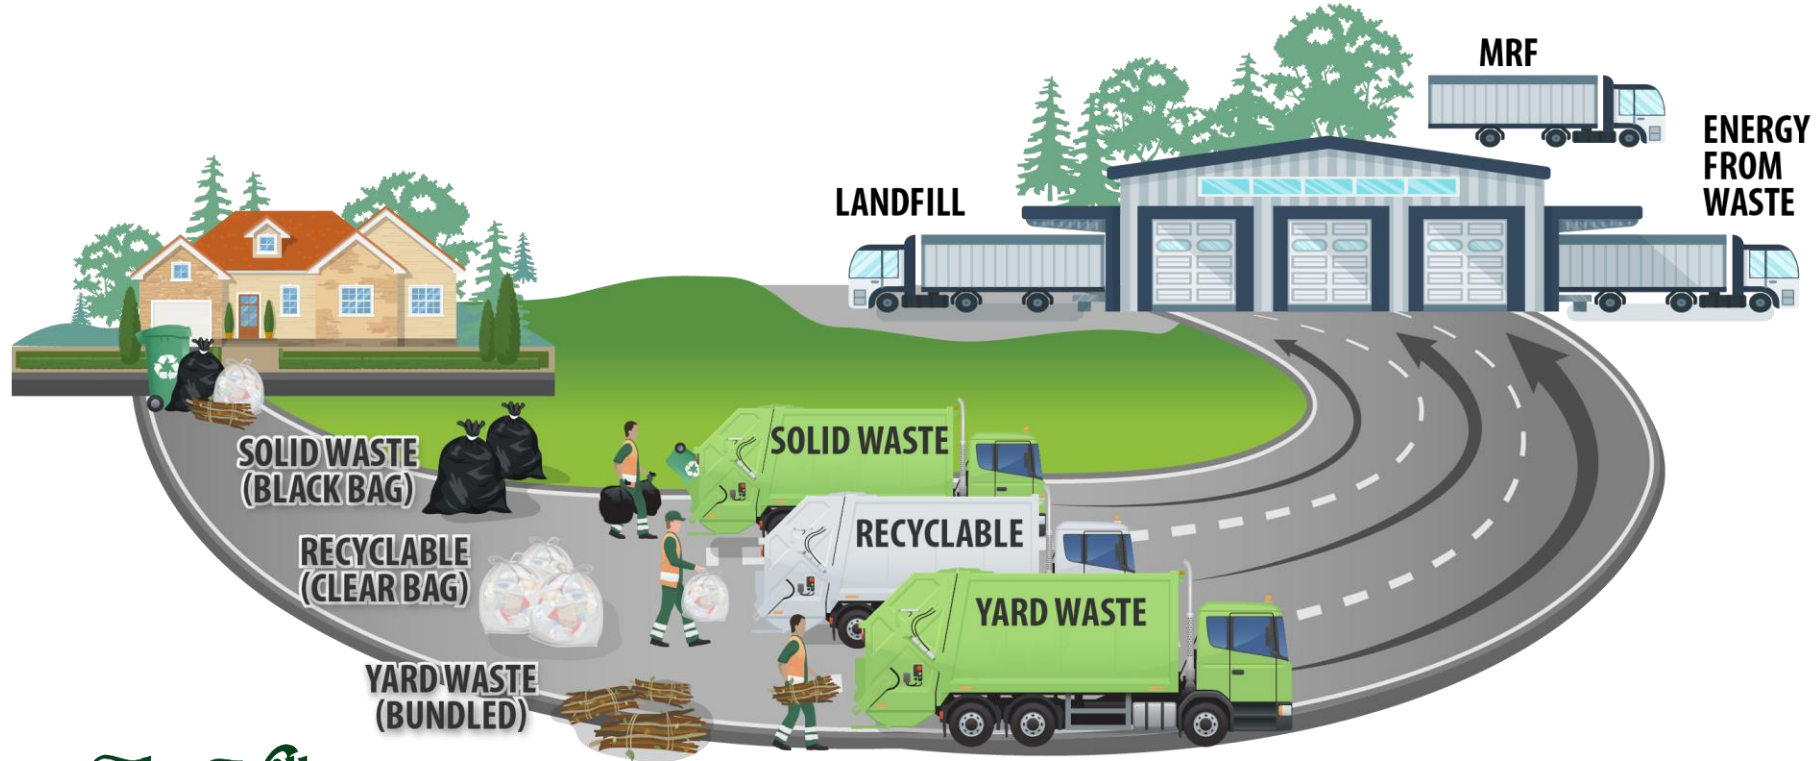 MRF
ENERGY
FROM
WASTE
LANDFILL
SOLID WASTE
(BLACK BAG)
SOLID WASTE
RECYCLABLE
(CLEAR BAG)
RECYCLABLE
YARD WASTE
(BUNDLED)
YARD WASTE